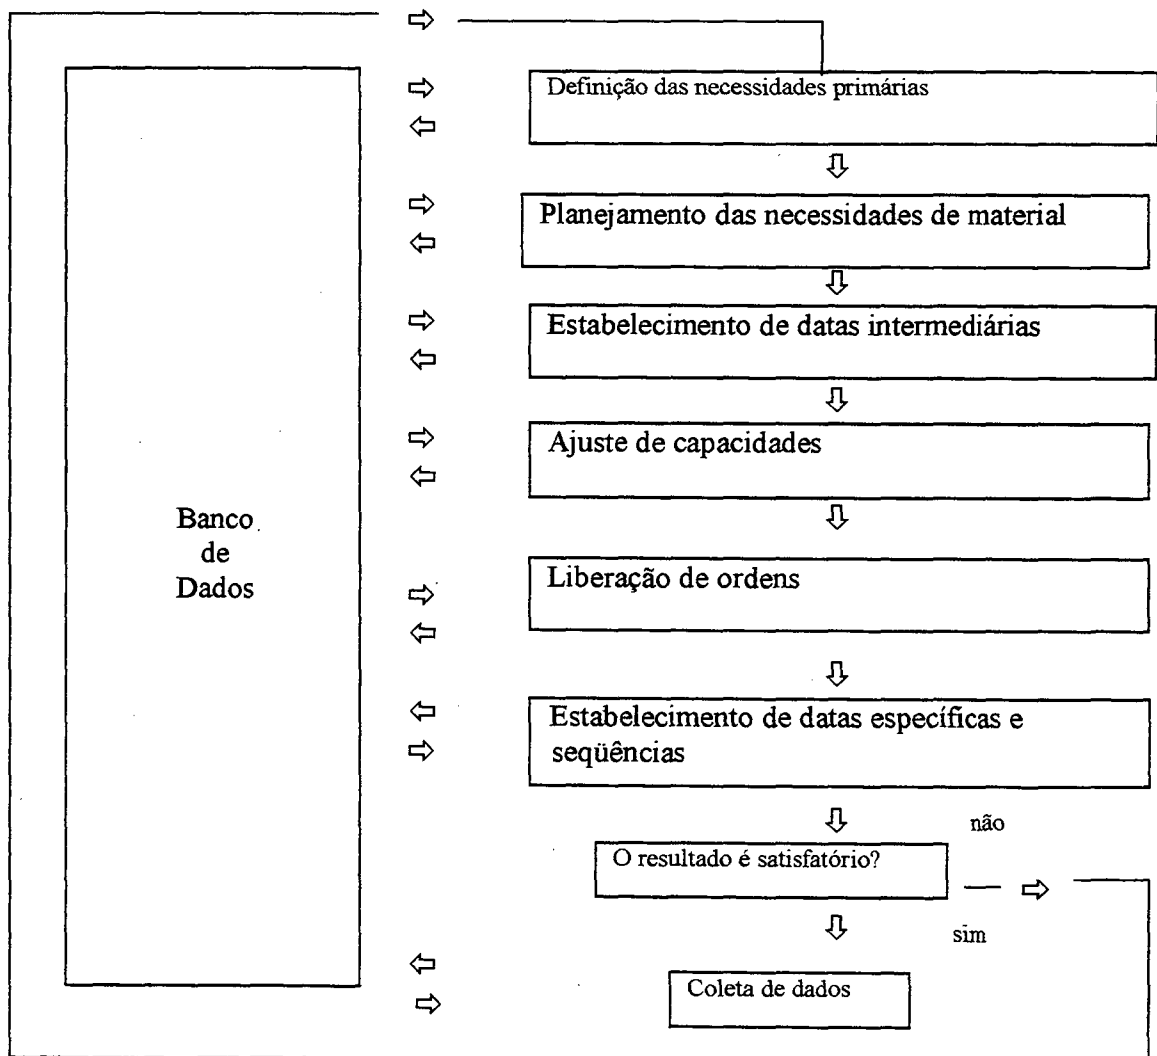 Definição das necessidades primárias
Planejamento das necessidades de material
Estabelecimento de datas intermediárias
Ajuste de capacidades
Banco
de
Dados
Liberação de ordens
Estabelecimento de datas específicas e
seqüências
não
O resultado é satisfatório?
sim
Coleta de dados